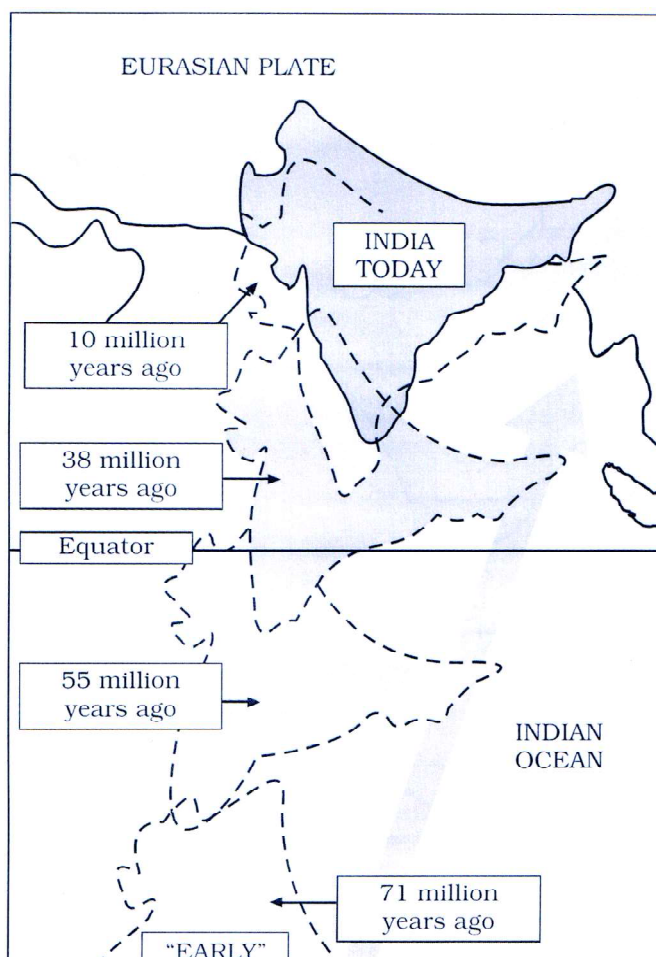 EURASIAN PLATE
INDIA
TODAY
10 million
years ago
38 million
years ago
Equator
55 million
years ago
INDIAN
OCEAN
71 million
years ago
"EARLY"